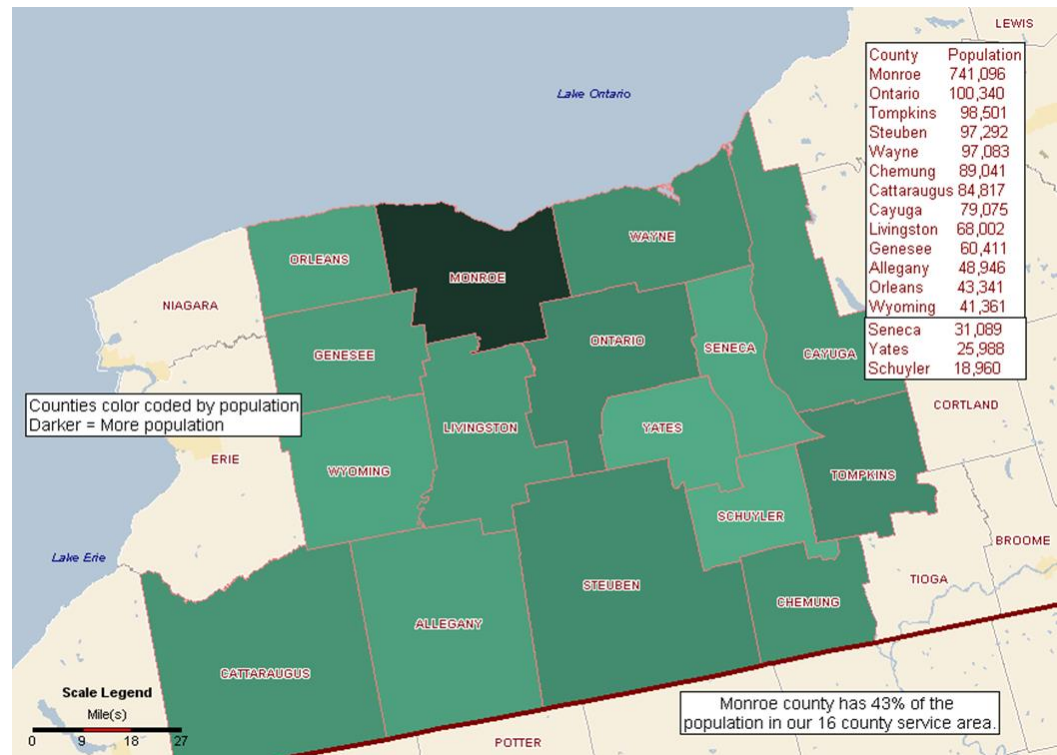 LEWIS
Lake Ontario
County Population
Monroe 741,096
Ontario 100,340
Tompkins 98,501
Steuben 97,292
Wayne 97,083
Chemung 89,041
Cattaraugus 84,817
Cayuga 79,075
Livingston 68,002
Genesee 60,411
Allegany 48,946
Orleans 43,341
Wyoming 41,361
Seneca 31,089
Yates 25,988
Schuyler 18,960
WAYNE
ORLEANS
MONROE
NIAGARA
ONTARIO
SENECA
CAYUGA
GENESEE
Counties color coded by population
Darker = More population
CORTLAND
LIVINGSTON
YATES
ERIE
WYOMING
TOMPKINS
SCHUYLER
BROOME
Lake Erie
TIOGA
STEUBEN
CHEMUNG
ALLEGANY
CATTARAUGUS
Scale Legend
Mile(s)
0 9 18 27
Monroe county has 43% of the
population in our 16 county service area.
POTTER